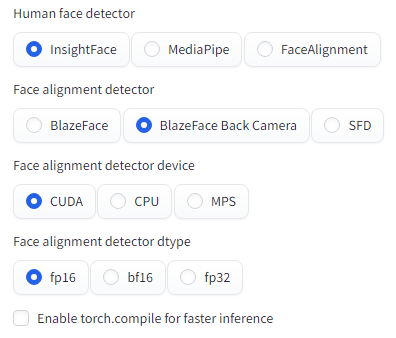 Human face detector
InsightFace MediaPipe FaceAlignment
Face alignment detector
BlazeFace BlazeFace Back Camera SFD
Face alignment detector device
CUDA CPU MPS
Face alignment detector dtype
fp16 bf16 fp32
Enable torch.compile for faster inference